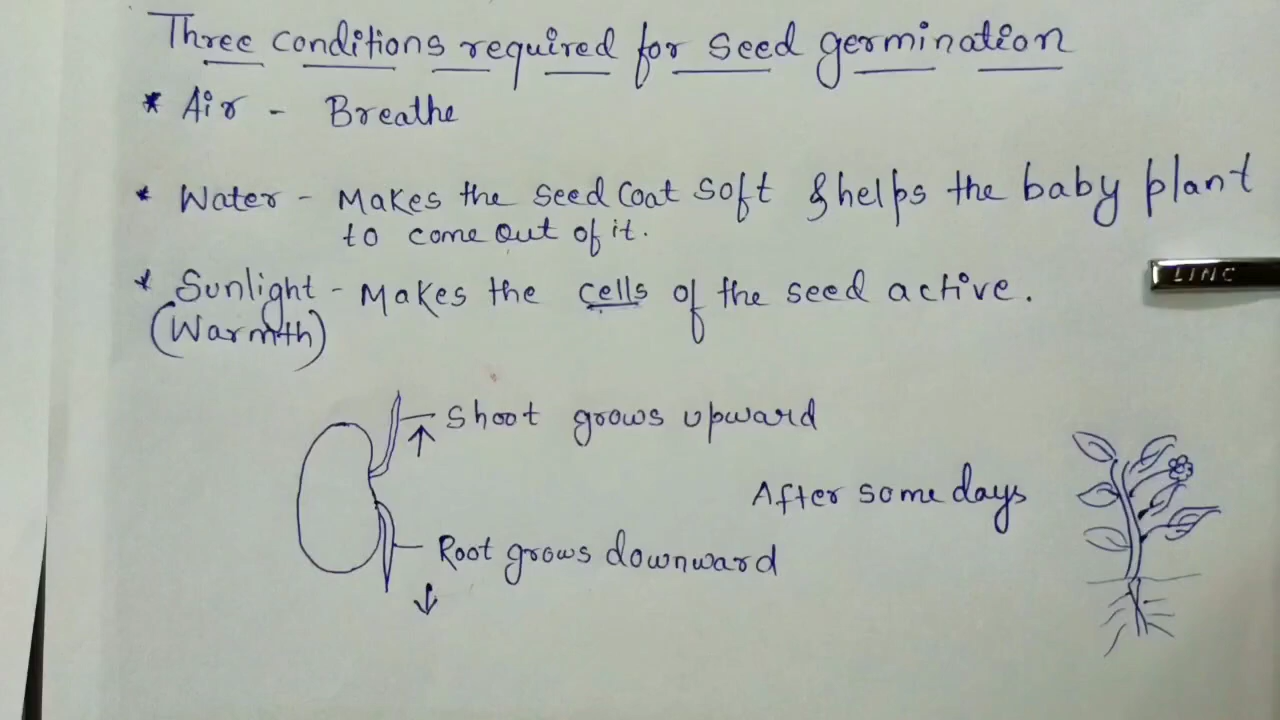 Three conditions required for seed germination
* Air - Breathe
* Water - Makes the seed coat soft & helps the baby plant
to come out of it.
* Sunlight - Makes the cells of the seed active.
(Warmth)
LINC
Shoot grows upward
After some days
Root grows downward